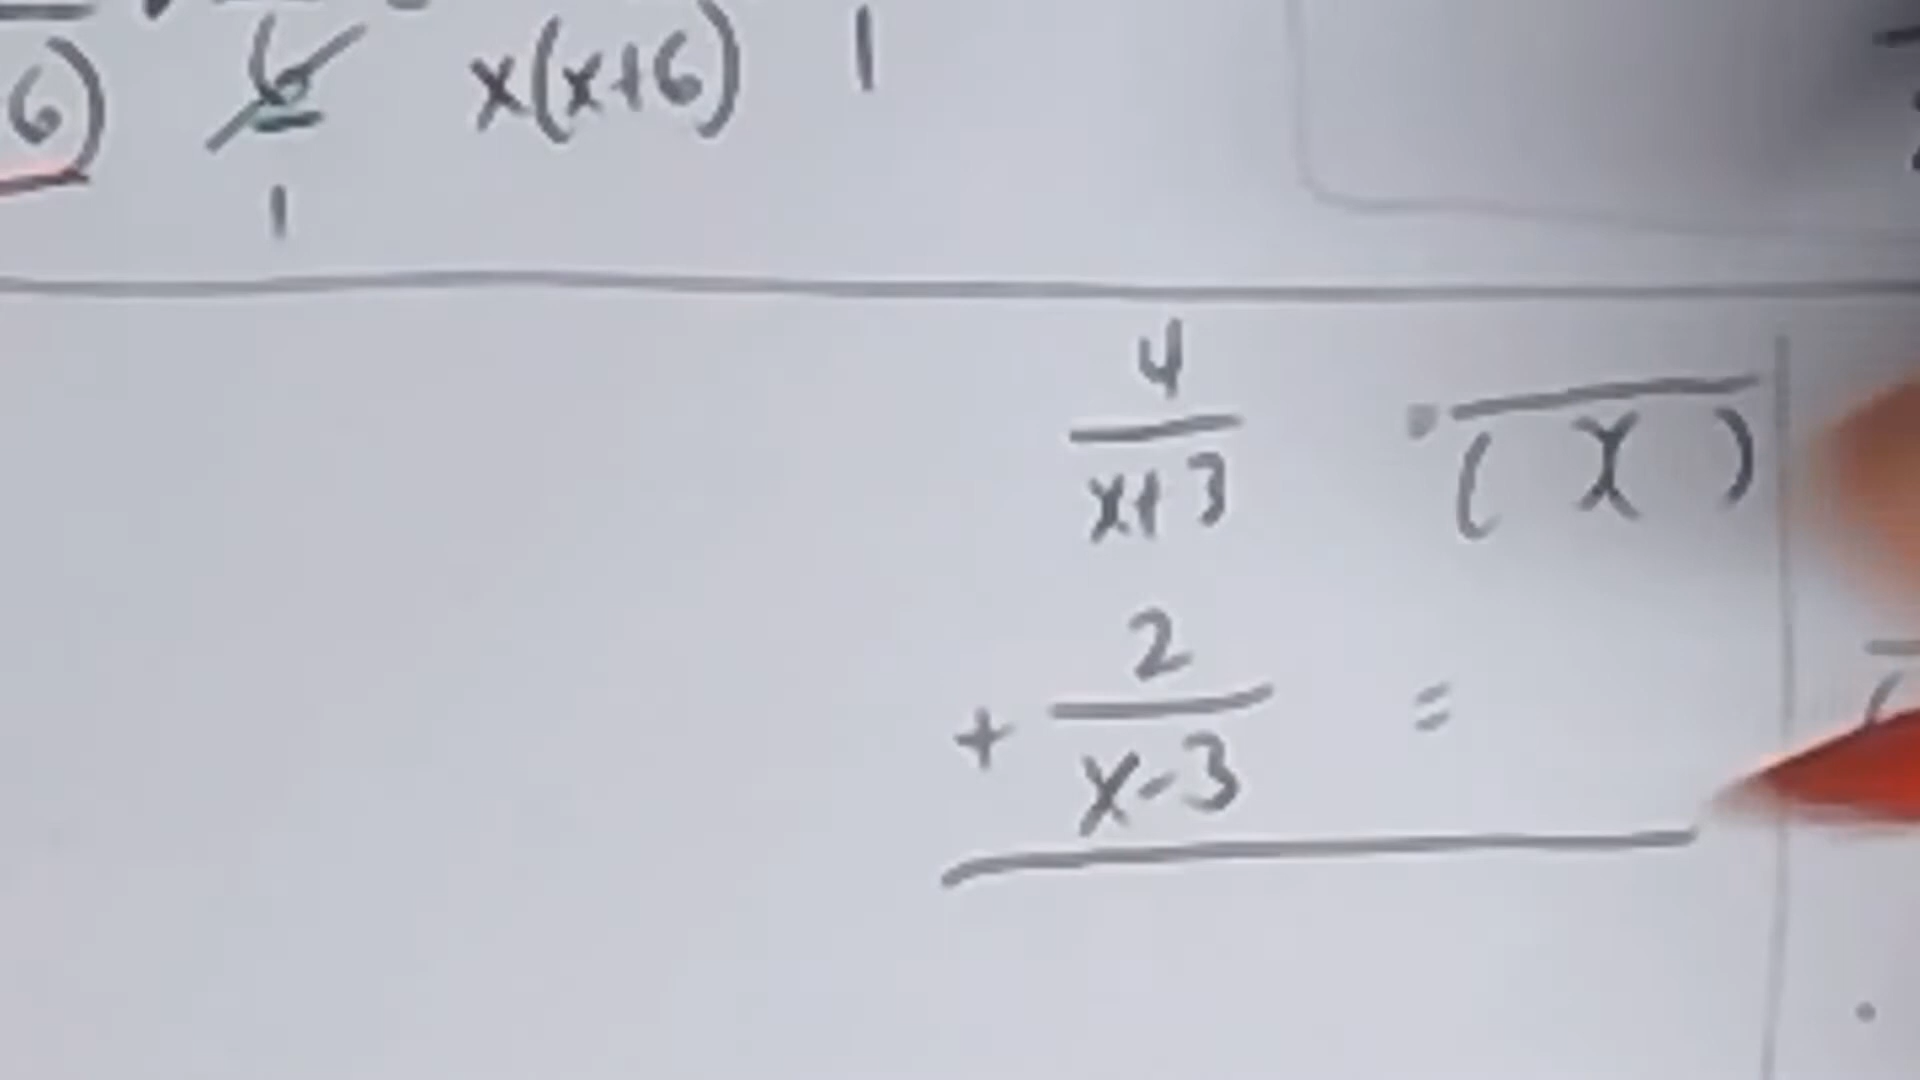 6) 6 x(x+6) 1
1
4
x+3 · ( x )
2
+ x-3 =